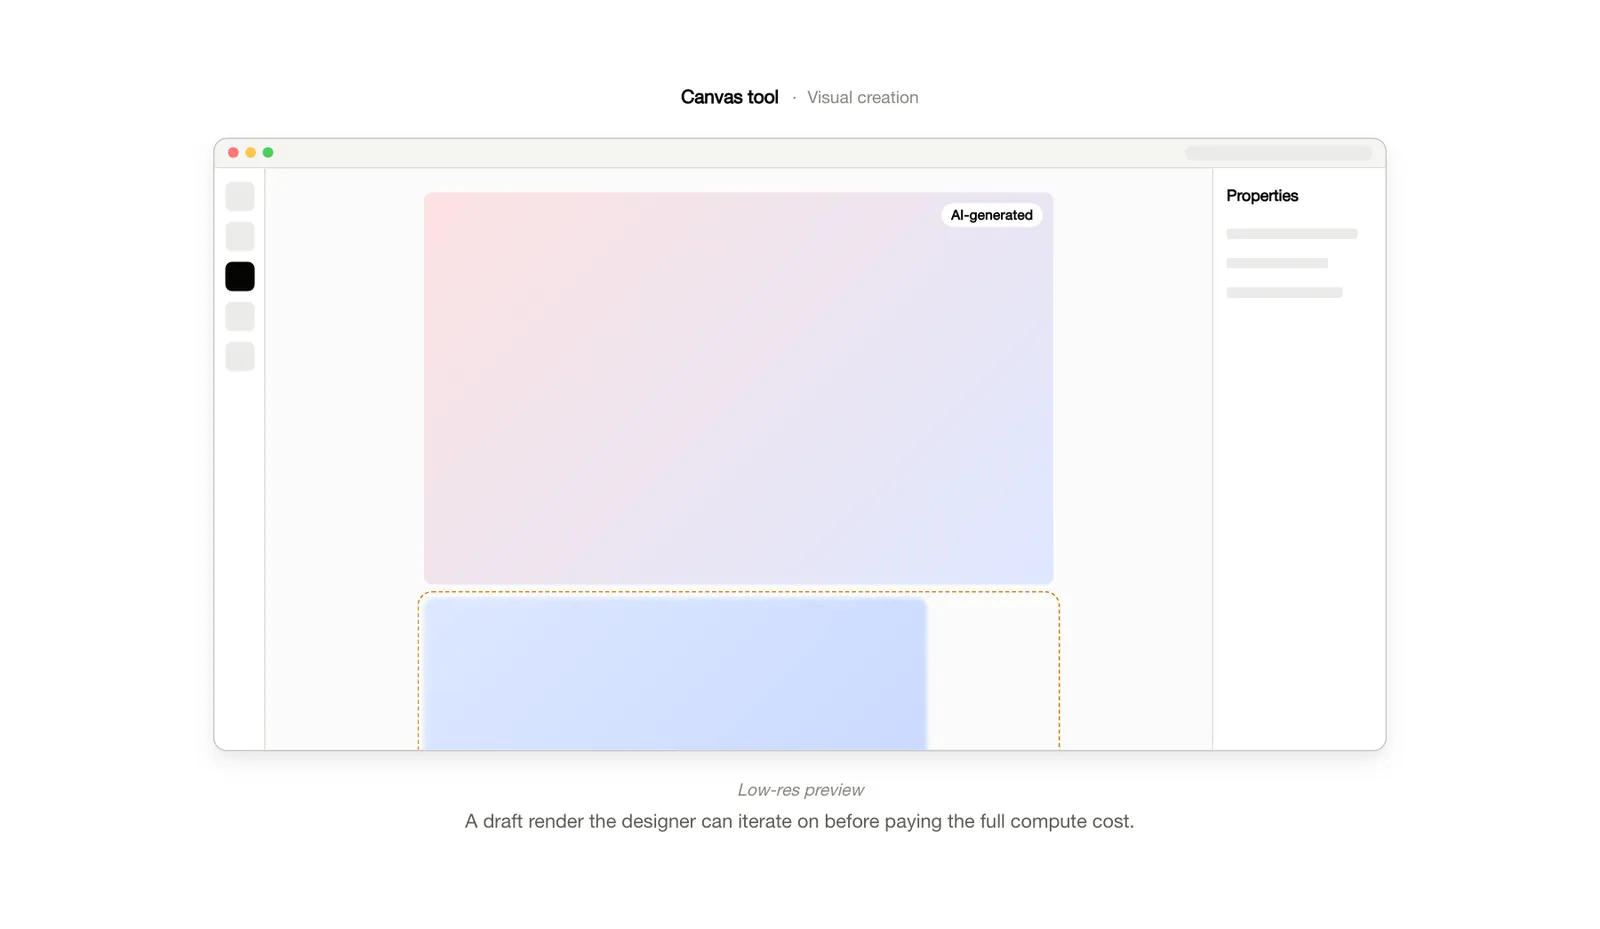 Canvas tool · Visual creation
AI-generated
Properties
Low-res preview
A draft render the designer can iterate on before paying the full compute cost.